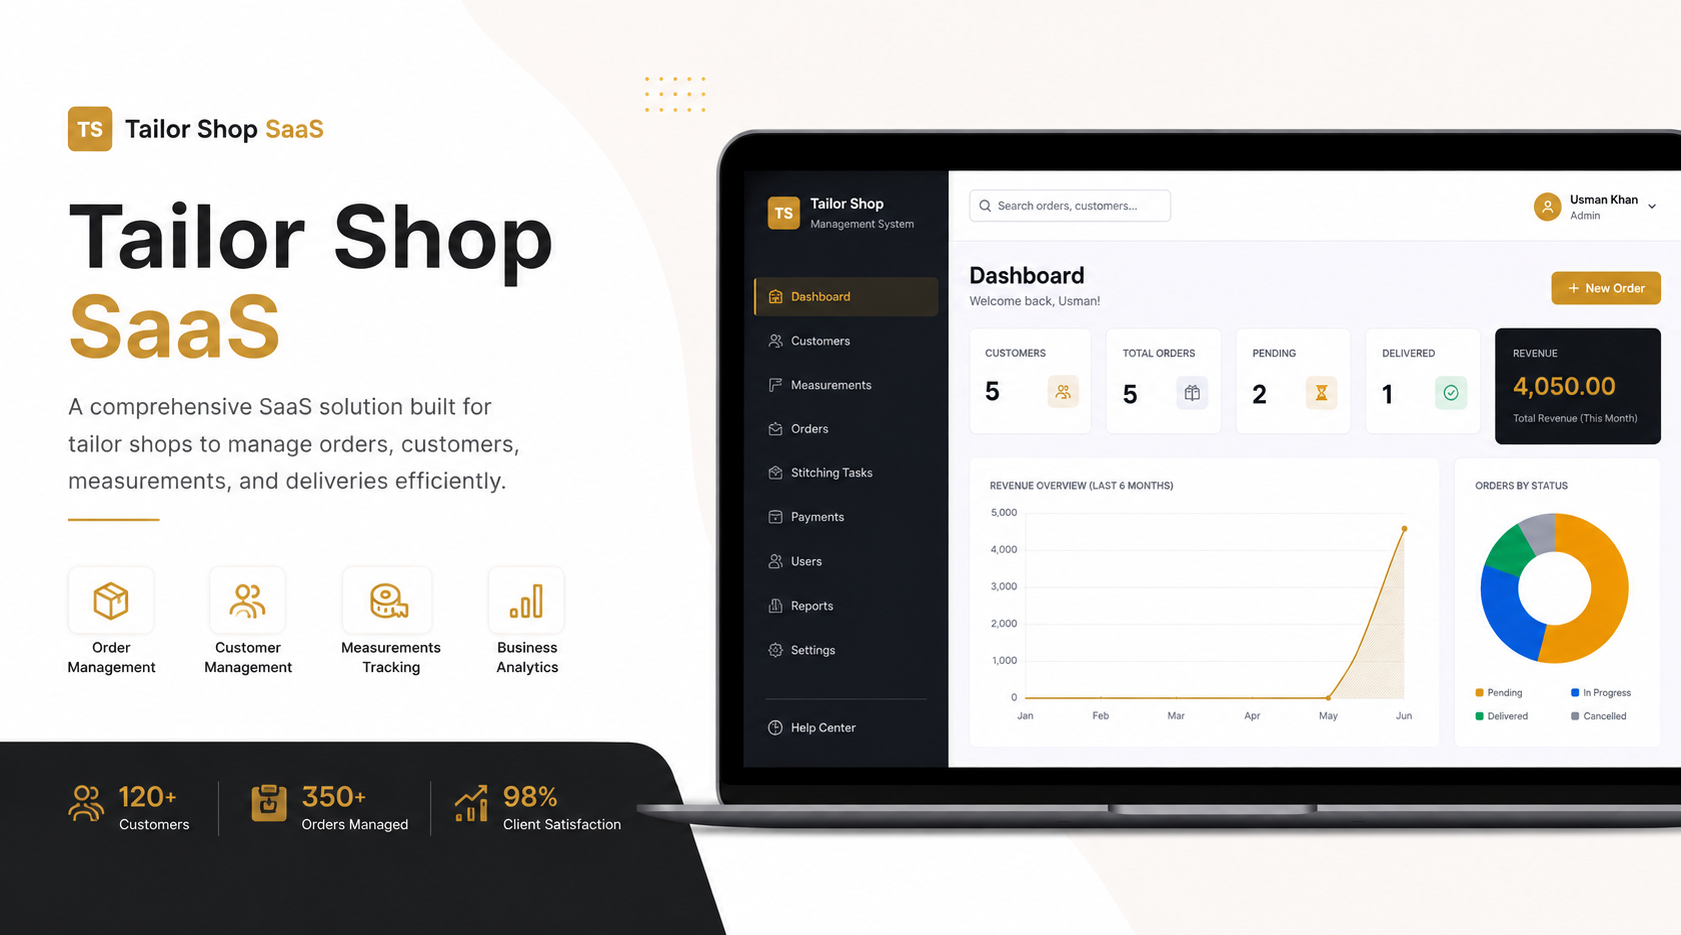 TS Tailor Shop SaaS
Tailor Shop
SaaS
A comprehensive SaaS solution built for
tailor shops to manage orders, customers,
measurements, and deliveries efficiently.
Order
Management
Customer
Management
Measurements
Tracking
Business
Analytics
120+
Customers
350+
Orders Managed
98%
Client Satisfaction
TS
Tailor Shop
Management System
Dashboard
Customers
Measurements
Orders
Stitching Tasks
Payments
Users
Reports
Settings
Help Center
Search orders, customers...
Usman Khan
Admin
Dashboard
Welcome back, Usman!
+ New Order
CUSTOMERS
5
TOTAL ORDERS
5
PENDING
2
DELIVERED
1
REVENUE
4,050.00
Total Revenue (This Month)
REVENUE OVERVIEW (LAST 6 MONTHS)
5,000
4,000
3,000
2,000
1,000
0
Jan Feb Mar Apr May Jun
ORDERS BY STATUS
Pending In Progress
Delivered Cancelled